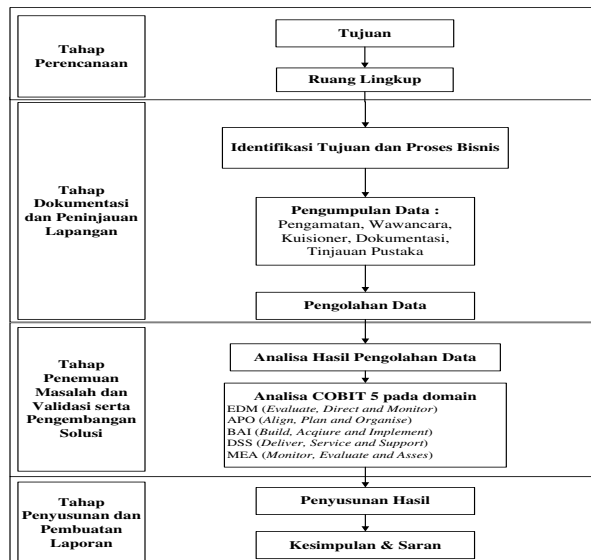 Tahap
Perencanaan
Tujuan
Ruang Lingkup
Tahap
Dokumentasi
dan Peninjauan
Lapangan
Identifikasi Tujuan dan Proses Bisnis
Pengumpulan Data :
Pengamatan, Wawancara,
Kuisioner, Dokumentasi,
Tinjauan Pustaka
Pengolahan Data
Tahap
Penemuan
Masalah dan
Validasi serta
Pengembangan
Solusi
Analisa Hasil Pengolahan Data
Analisa COBIT 5 pada domain
EDM (Evaluate, Direct and Monitor)
APO (Align, Plan and Organise)
BAI (Build, Acqiure and Implement)
DSS (Deliver, Service and Support)
MEA (Monitor, Evaluate and Asses)
Tahap
Penyusunan dan
Pembuatan
Laporan
Penyusunan Hasil
Kesimpulan & Saran